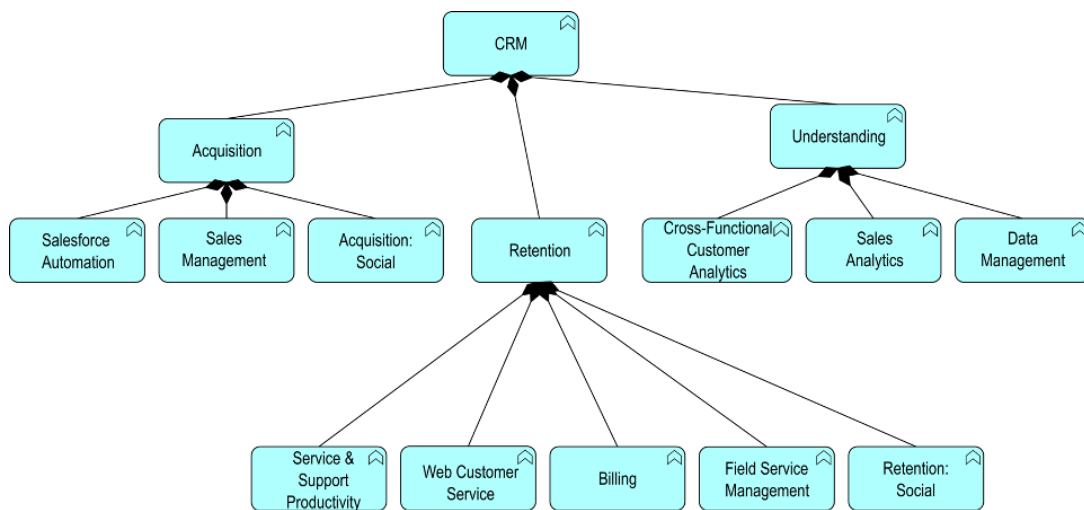 CRM
Acquisition
Understanding
Salesforce
Automation
Sales
Management
Acquisition:
Social
Retention
Cross-Functional
Customer
Analytics
Sales
Analytics
Data
Management
Service &
Support
Productivity
Web Customer
Service
Billing
Field Service
Management
Retention:
Social